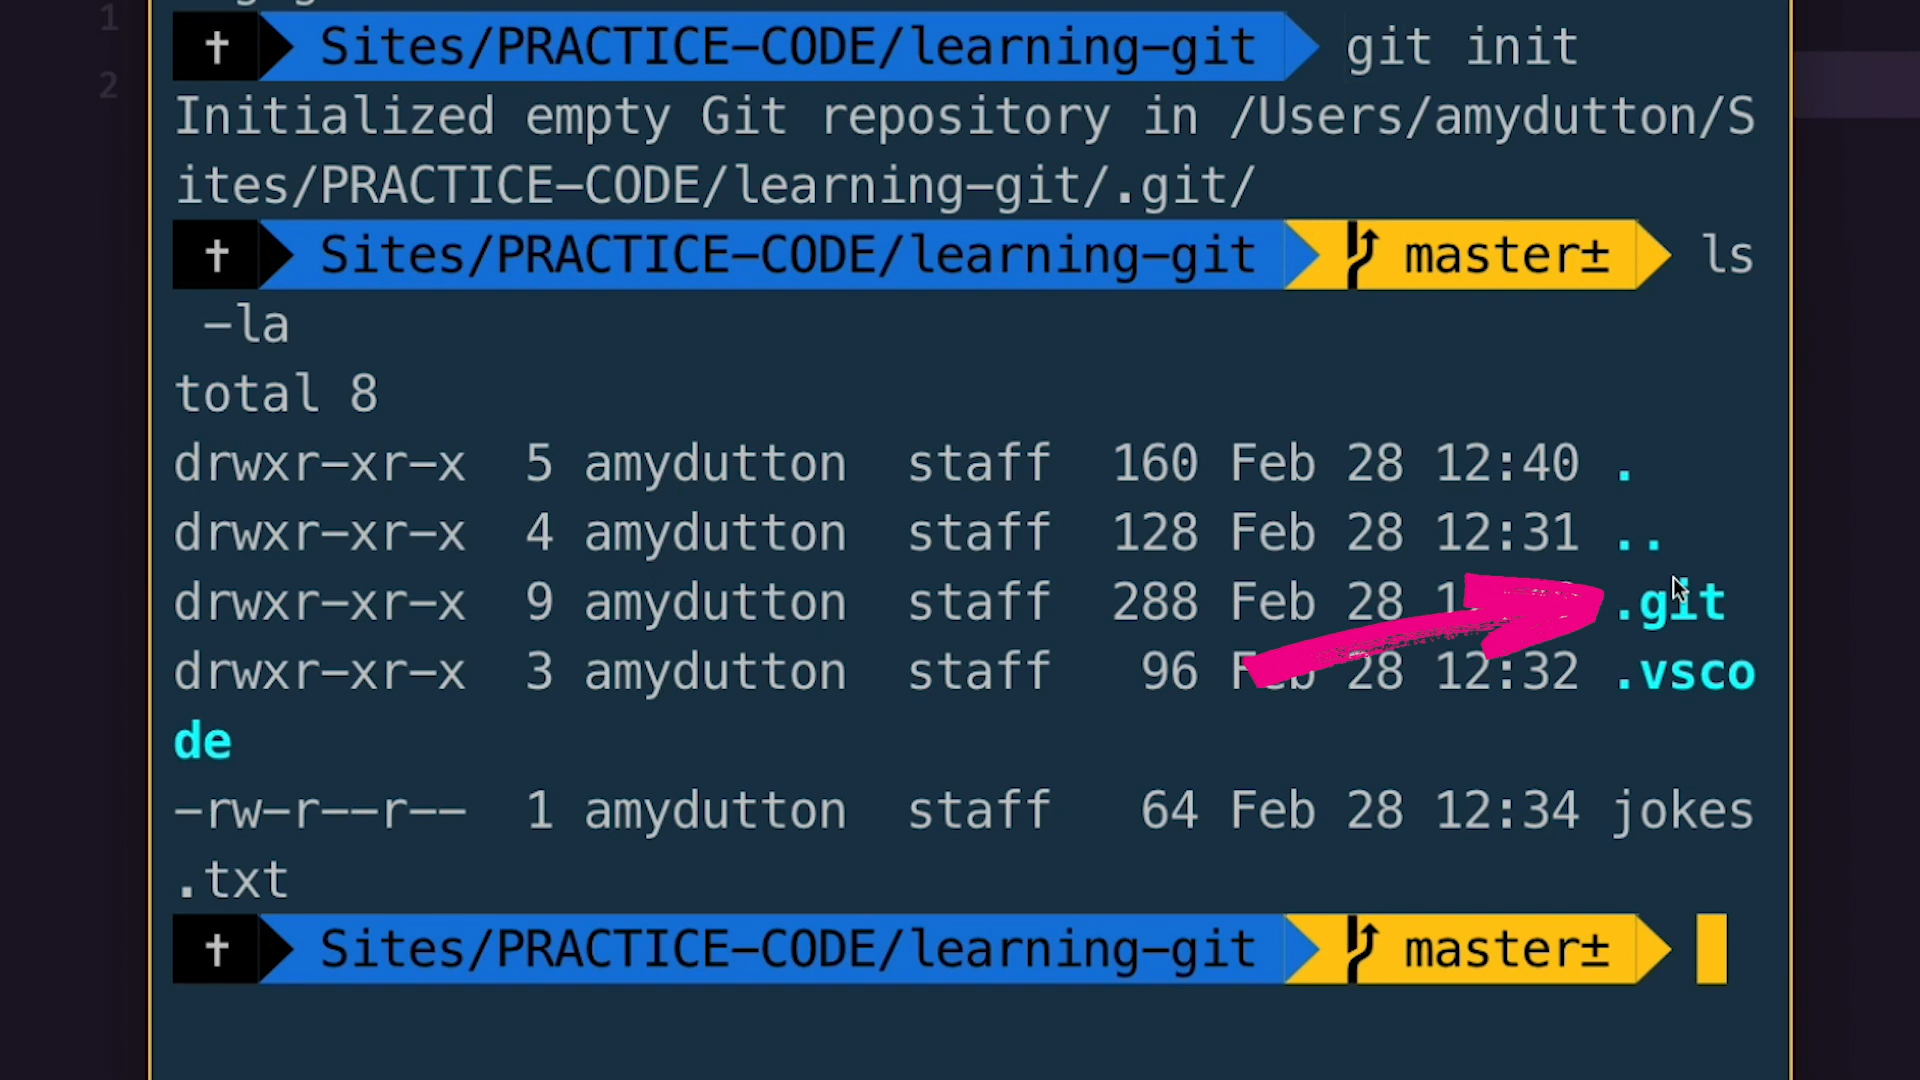 1
2
† Sites/PRACTICE-CODE/learning-git git init
Initialized empty Git repository in /Users/amydutton/S
ites/PRACTICE-CODE/learning-git/.git/
† Sites/PRACTICE-CODE/learning-git master± ls
-la
total 8
drwxr-xr-x 5 amydutton staff 160 Feb 28 12:40 .
drwxr-xr-x 4 amydutton staff 128 Feb 28 12:31 ..
drwxr-xr-x 9 amydutton staff 288 Feb 28 .git
drwxr-xr-x 3 amydutton staff 96 Feb 28 12:32 .vsco
de
-rw-r--r-- 1 amydutton staff 64 Feb 28 12:34 jokes
.txt
† Sites/PRACTICE-CODE/learning-git master±